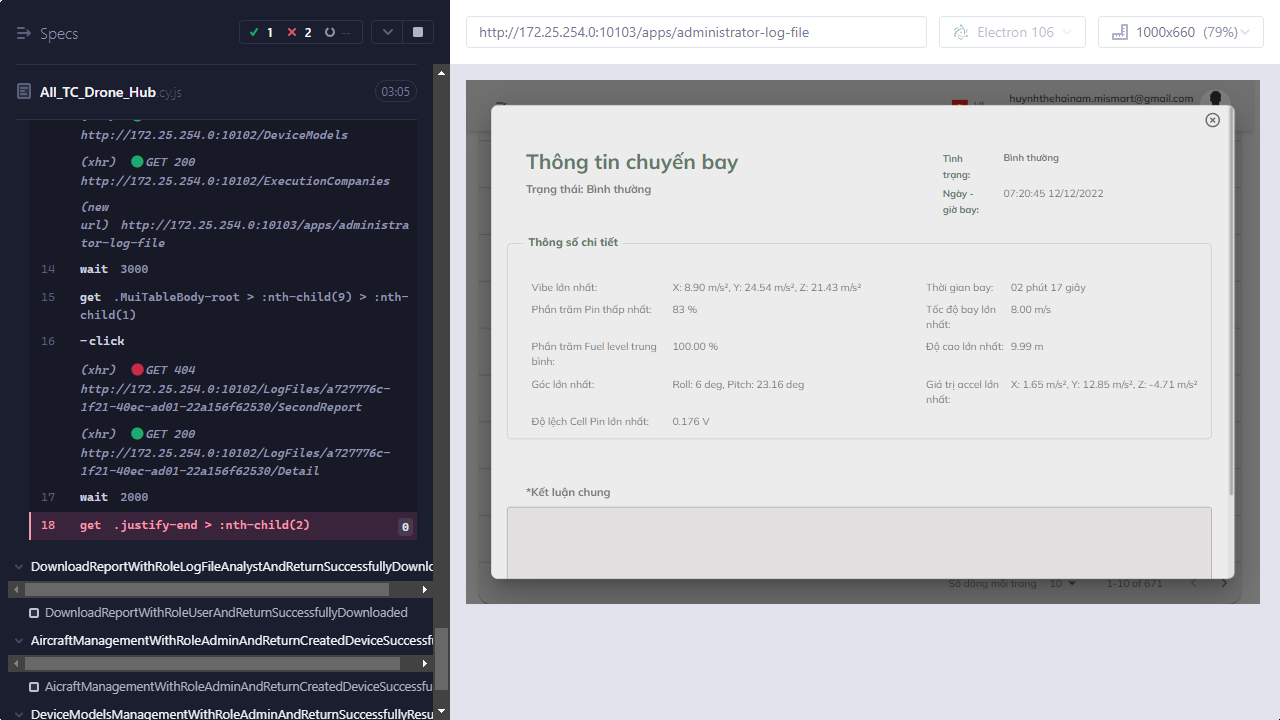 Specs
1
2
--
All_TC_Drone_Hub.cy.js
03:05
http://172.25.254.0:10102/DeviceModels
(xhr) GET 200
http://172.25.254.0:10102/ExecutionCompanies
(new
url) http://172.25.254.0:10103/apps/administra
tor-log-file
14 wait 3000
15 get .MuiTableBody-root > :nth-child(9) > :nth-
child(1)
16 -click
(xhr) GET 404
http://172.25.254.0:10102/LogFiles/a727776c-
1f21-40ec-ad01-22a156f62530/SecondReport
(xhr) GET 200
http://172.25.254.0:10102/LogFiles/a727776c-
1f21-40ec-ad01-22a156f62530/Detail
17 wait 2000
18 get .justify-end > :nth-child(2) 0
DownloadReportWithRoleLogFileAnalystAndReturnSuccessfullyDownlo
DownloadReportWithRoleUserAndReturnSuccessfullyDownloaded
AircraftManagementWithRoleAdminAndReturnCreatedDeviceSuccessf
AicraftManagementWithRoleAdminAndReturnCreatedDeviceSuccessfu
DeviceModelsManagementWithRoleAdminAndReturnSuccessfullyResu
http://172.25.254.0:10103/apps/administrator-log-file
Electron 106
1000x660 (79%)
huynhthehainam.mismart@gmail.com
Thông tin chuyến bay
Trạng thái: Bình thường
Tình
trạng:
Bình thường
Ngày -
giờ bay:
07:20:45 12/12/2022
Thông số chi tiết
Vibe lớn nhất: X: 8.90 m/s², Y: 24.54 m/s², Z: 21.43 m/s²
Thời gian bay: 02 phút 17 giây
Phần trăm Pin thấp nhất: 83 %
Tốc độ bay lớn
nhất:
8.00 m/s
Phần trăm Fuel level trung
bình:
100.00 %
Độ cao lớn nhất: 9.99 m
Góc lớn nhất: Roll: 6 deg, Pitch: 23.16 deg
Giá trị accel lớn
nhất:
X: 1.65 m/s², Y: 12.85 m/s², Z: -4.71 m/s²
Độ lệch Cell Pin lớn nhất: 0.176 V
*Kết luận chung
Số dòng mỗi trang 10 1-10 of 671